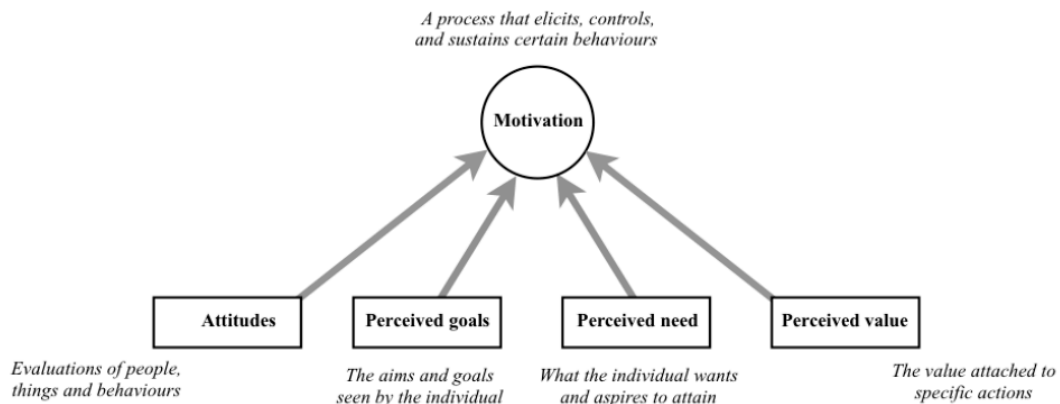 A process that elicits, controls,
and sustains certain behaviours
Motivation
Attitudes
Perceived goals
Perceived need
Perceived value
Evaluations of people,
things and behaviours
The aims and goals
seen by the individual
What the individual wants
and aspires to attain
The value attached to
specific actions